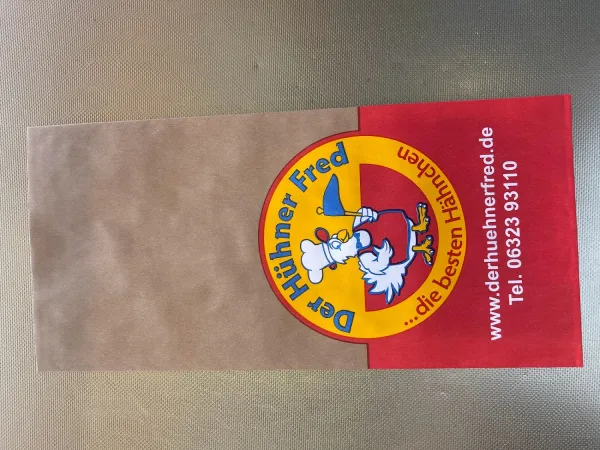 Der Hühner Fred
...die besten Hähnchen
www.derhuehnerfred.de
Tel. 06323 93110